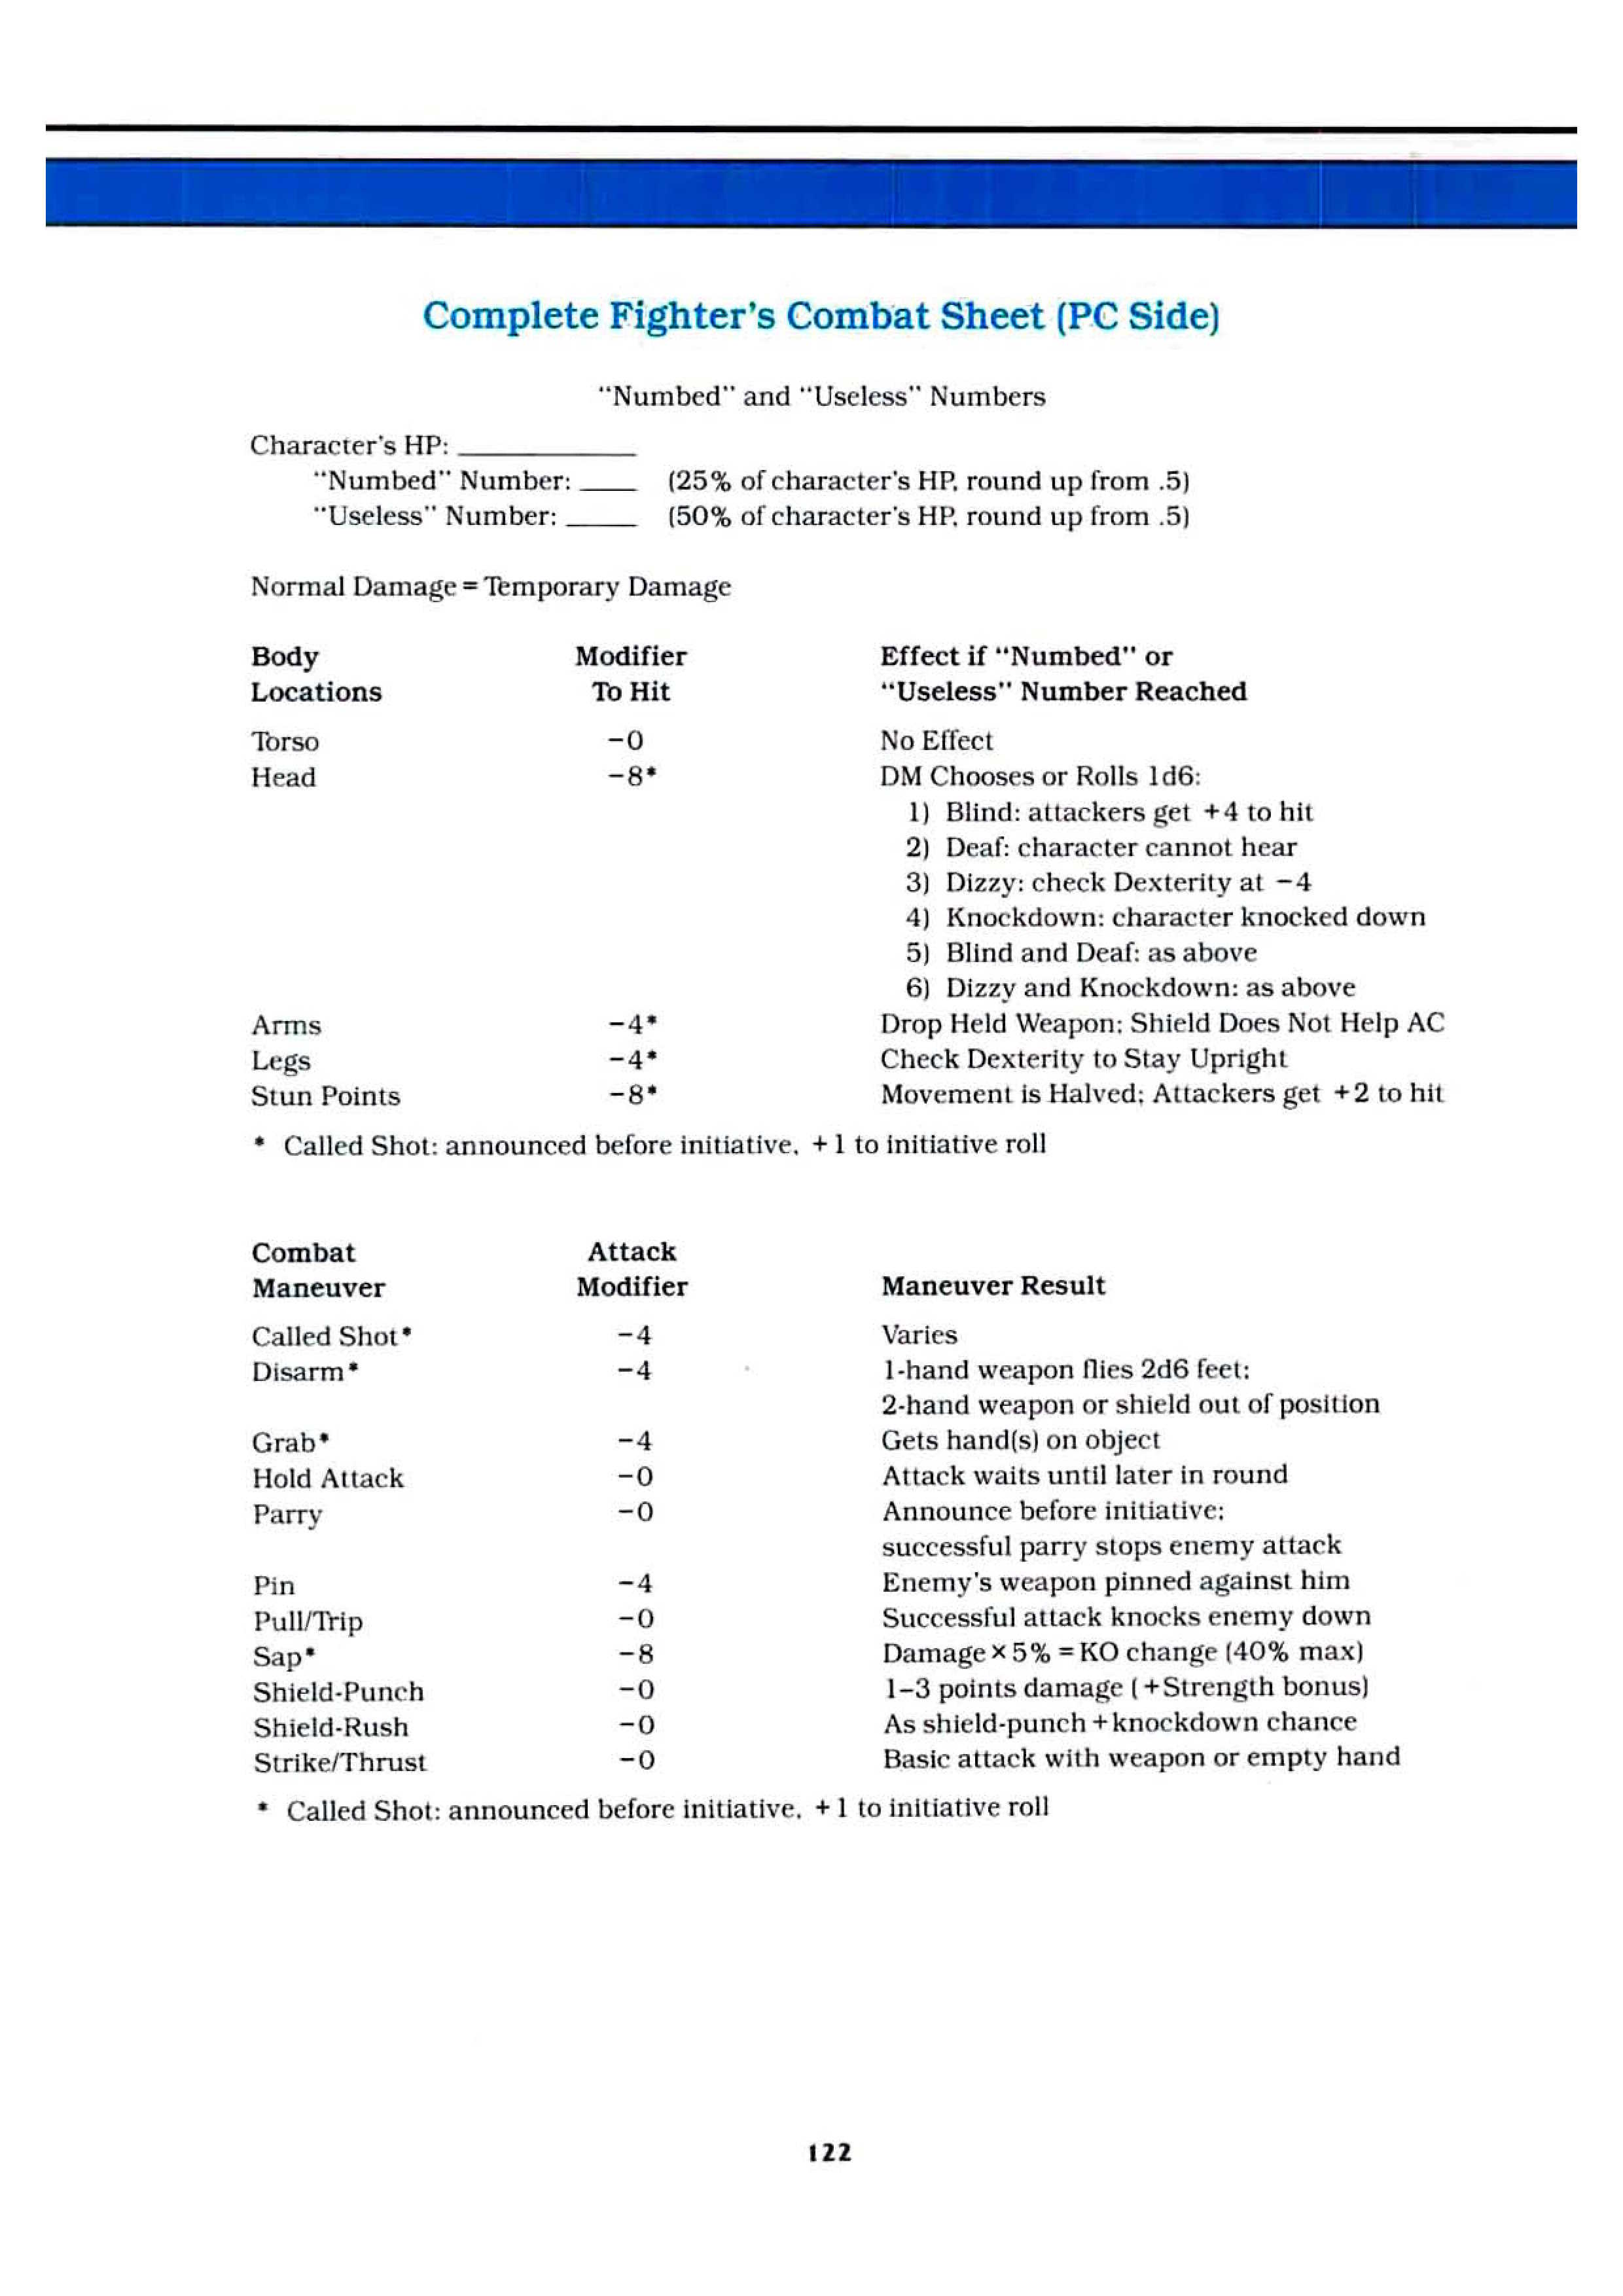 Complete Fighter's Combat Sheet (PC Side)
“Numbed” and “Useless” Numbers
Character's HP: ____________
“Numbed” Number: ____ (25% of character's HP, round up from .5)
“Useless” Number: _____ (50% of character's HP, round up from .5)
Normal Damage = Temporary Damage
Body Modifier Effect if “Numbed” or
Locations To Hit “Useless” Number Reached
Torso −0 No Effect
Head −8* DM Chooses or Rolls 1d6:
1) Blind: attackers get +4 to hit
2) Deaf: character cannot hear
3) Dizzy: check Dexterity at −4
4) Knockdown: character knocked down
5) Blind and Deaf: as above
6) Dizzy and Knockdown: as above
Arms −4* Drop Held Weapon; Shield Does Not Help AC
Legs −4* Check Dexterity to Stay Upright
Stun Points −8* Movement is Halved; Attackers get +2 to hit
* Called Shot: announced before initiative, +1 to initiative roll
Combat Attack
Maneuver Modifier Maneuver Result
Called Shot* −4 Varies
Disarm* −4 1-hand weapon flies 2d6 feet;
2-hand weapon or shield out of position
Grab* −4 Gets hand(s) on object
Hold Attack −0 Attack waits until later in round
Parry −0 Announce before initiative;
successful parry stops enemy attack
Pin −4 Enemy's weapon pinned against him
Pull/Trip −0 Successful attack knocks enemy down
Sap* −8 Damage × 5% = KO change (40% max)
Shield-Punch −0 1–3 points damage (+Strength bonus)
Shield-Rush −0 As shield-punch + knockdown chance
Strike/Thrust −0 Basic attack with weapon or empty hand
* Called Shot: announced before initiative, +1 to initiative roll
122